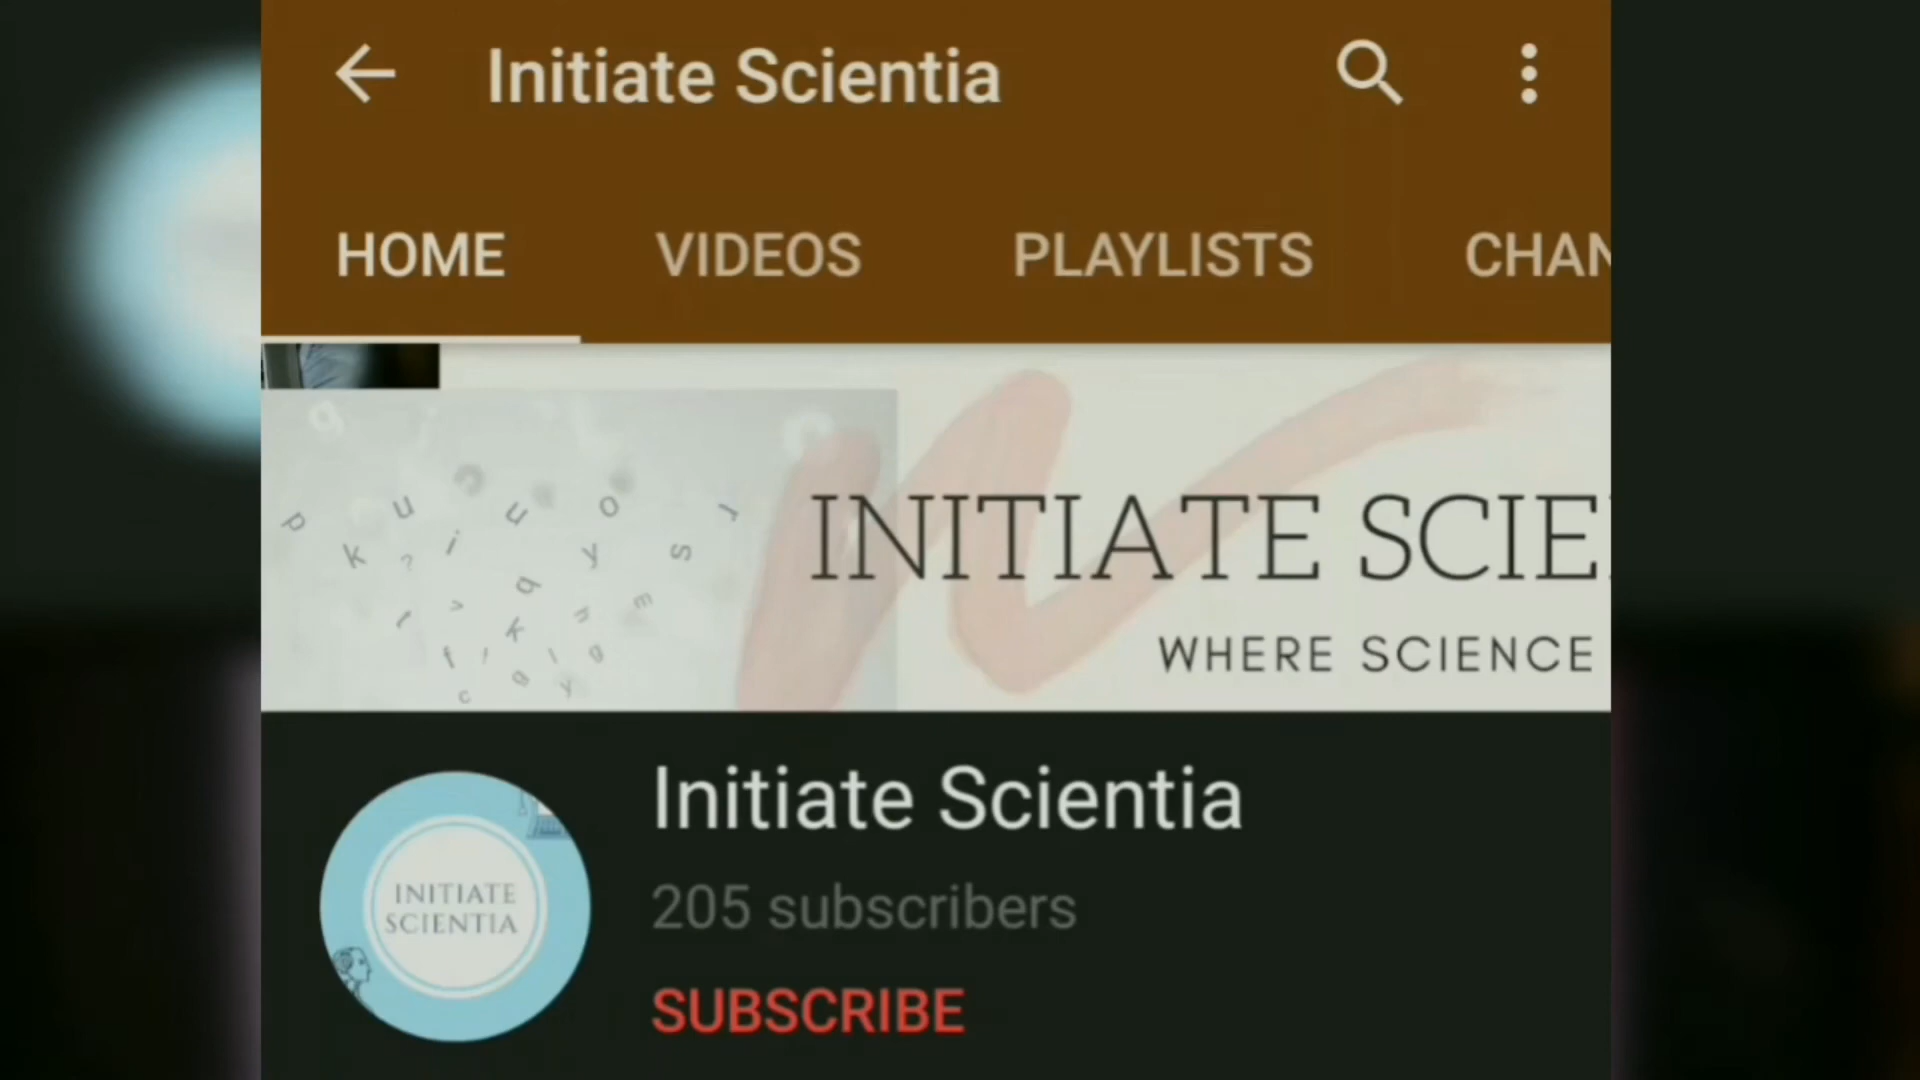 Initiate Scientia
HOME VIDEOS PLAYLISTS CHAN
INITIATE SCIE
WHERE SCIENCE
Initiate Scientia
INITIATE
SCIENTIA
205 subscribers
SUBSCRIBE